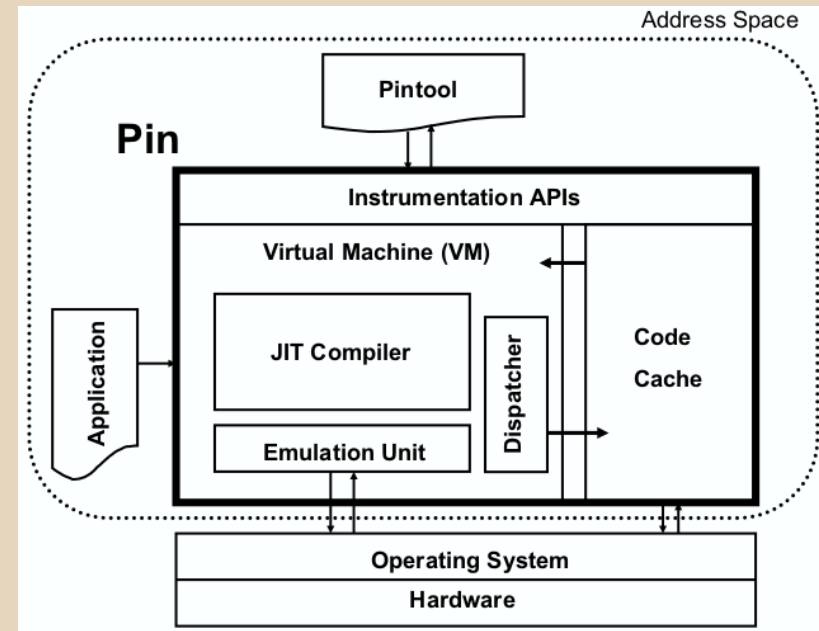 Address Space
Pintool
Pin
Instrumentation APIs
Virtual Machine (VM)
JIT Compiler
Emulation Unit
Dispatcher
Code
Cache
Application
Operating System
Hardware